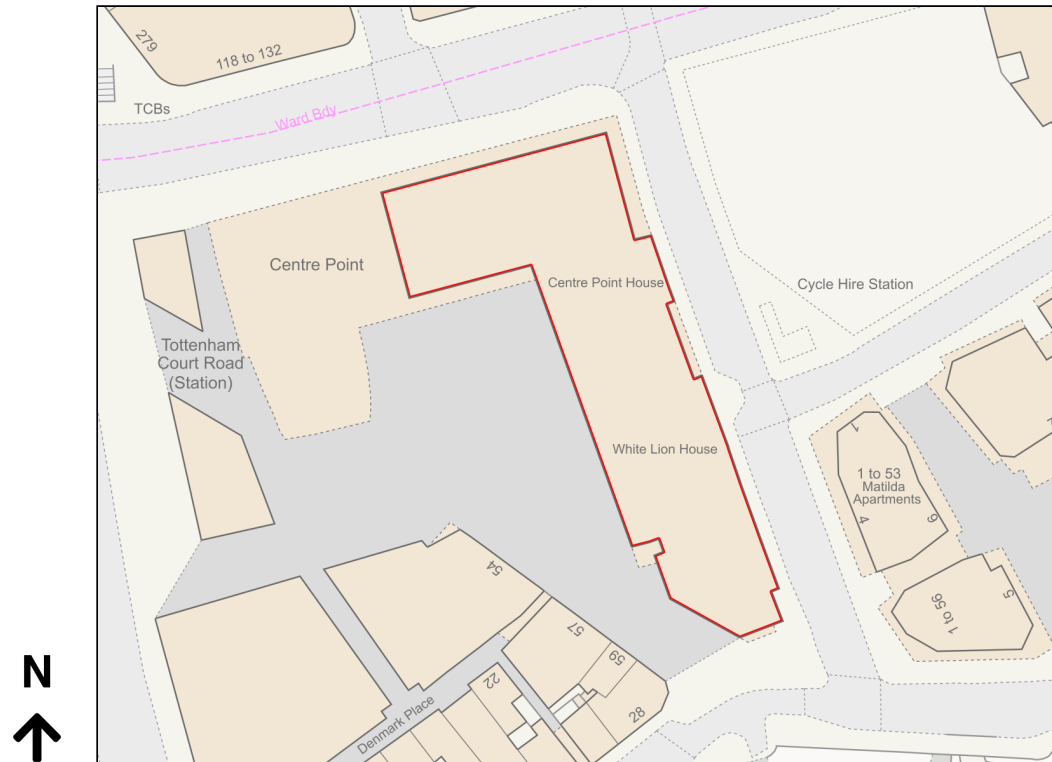 279
118 to 132
TCBs
Ward Bdy
Centre Point
Centre Point House
Cycle Hire Station
Tottenham
Court Road
(Station)
White Lion House
1
1 to 53
Matilda
Apartments
4
6
54
57
59
22
28
1 to 56
5
Denmark Place
N